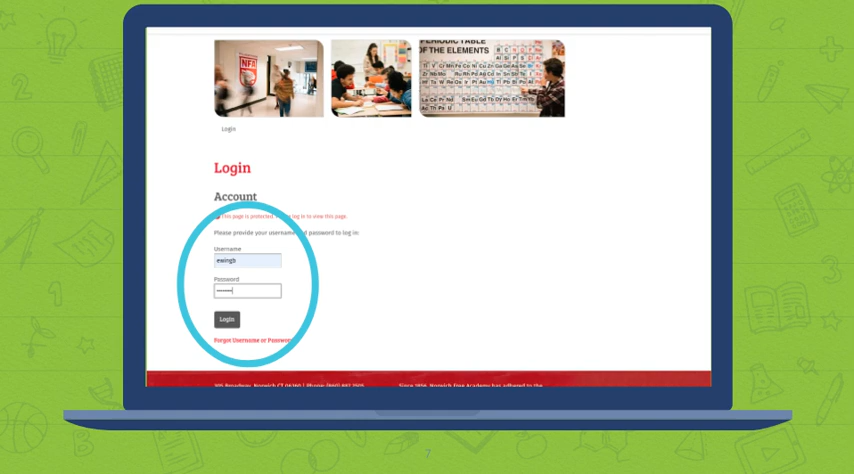 NFA
PERIODIC TABLE
OF THE ELEMENTS
Login
Login
Account
This page is protected. log in to view this page.
Please provide your username and password to log in
Username
ewingb
Password
Login
Forgot Username or Password
305 Broadway, Norwich CT 06360 | Phone: (860) 887 2505
Since 1856, Norwich Free Academy has adhered to the
7